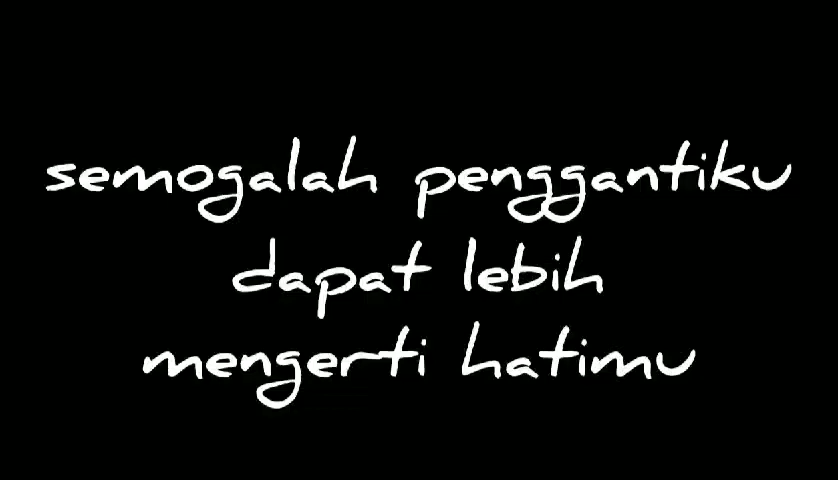 semogalah penggantiku
dapat lebih
mengerti hatimu